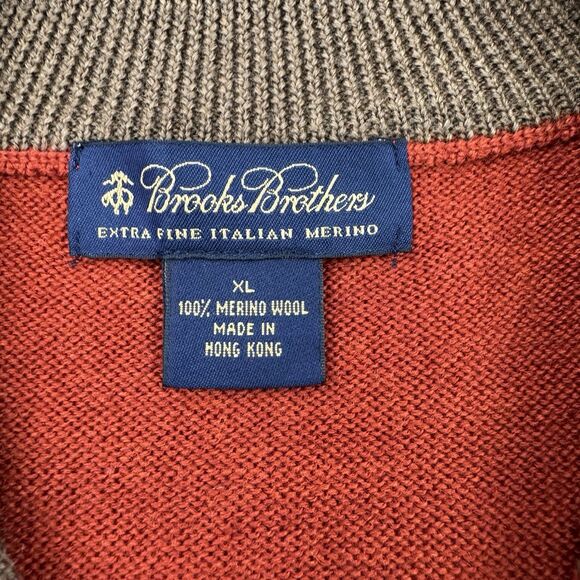 Brooks Brothers
EXTRA FINE ITALIAN MERINO
XL
100% MERINO WOOL
MADE IN
HONG KONG